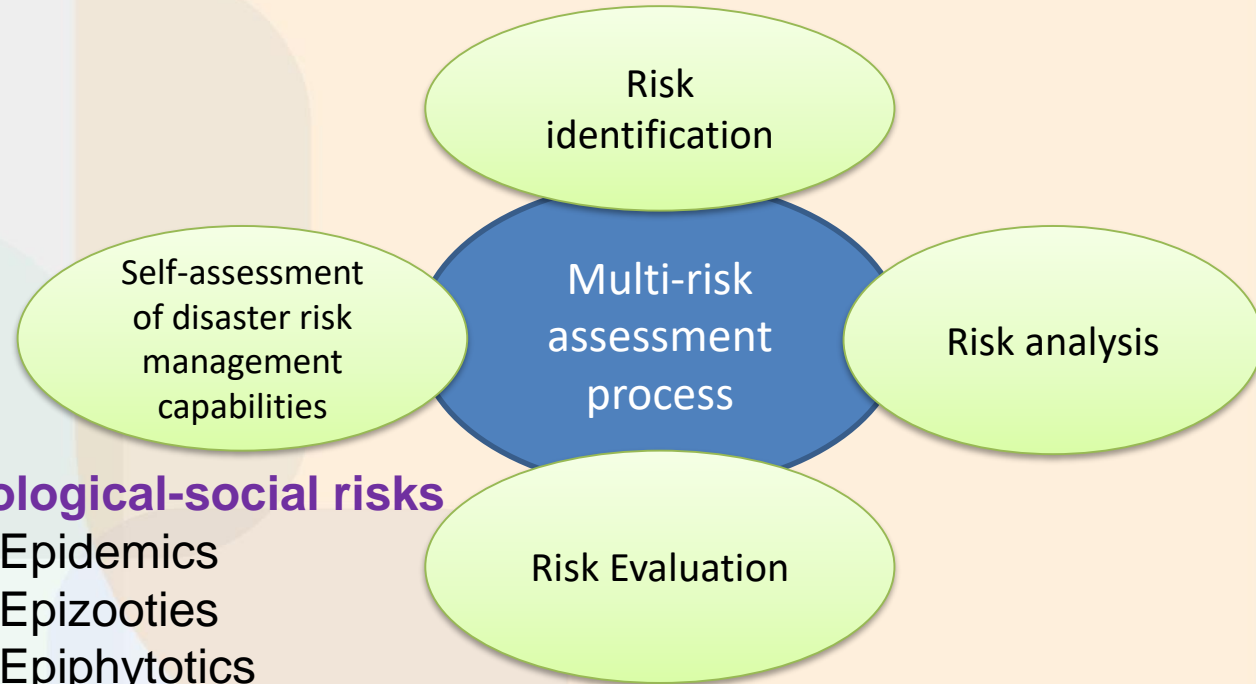 Risk
identification
Self-assessment
of disaster risk
management
capabilities
Multi-risk
assessment
process
Risk analysis
ological-social risks
Epidemics
Epizooties
Epiphytotics
Risk Evaluation